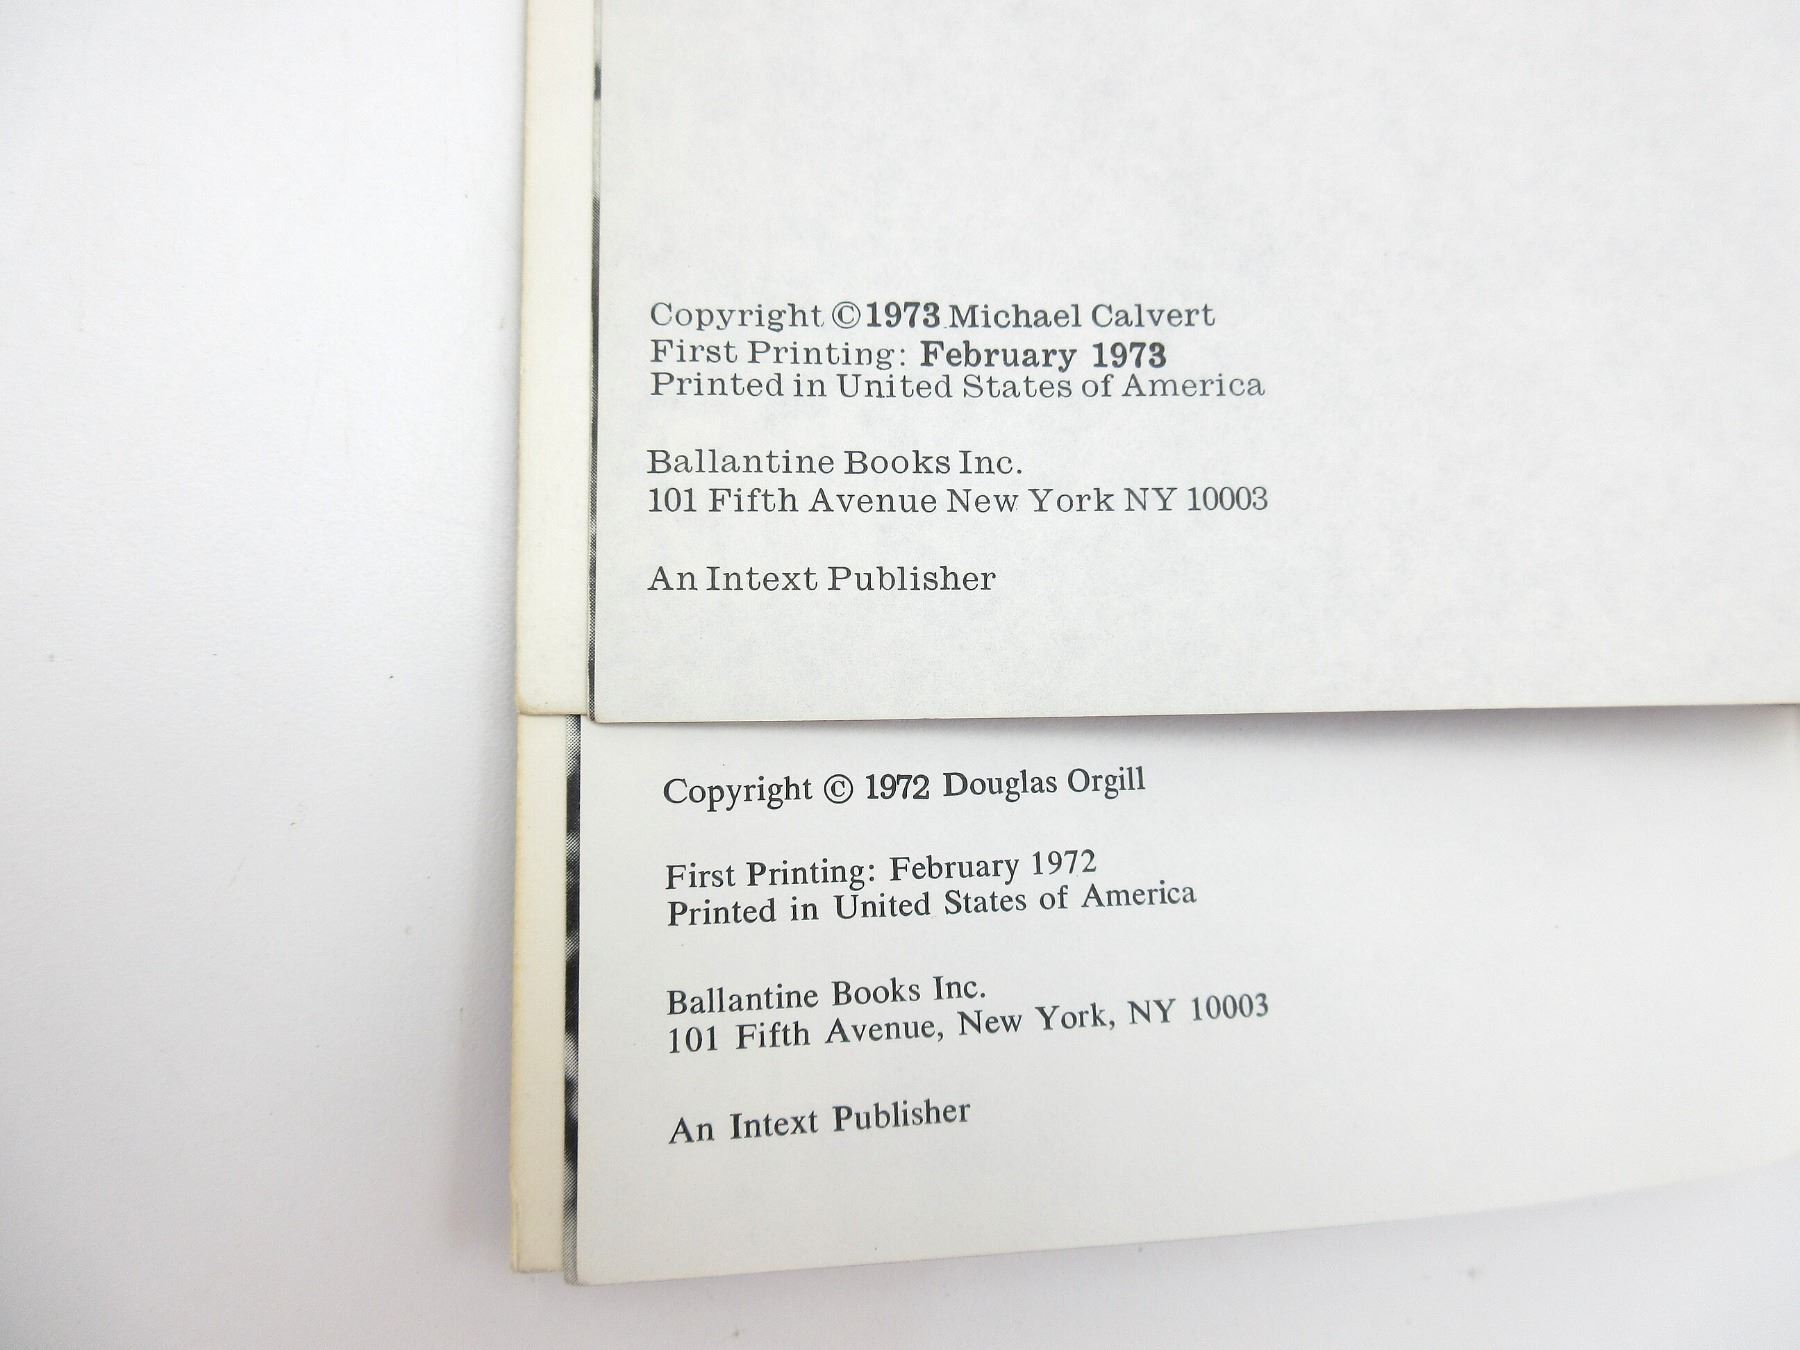 Copyright ©1973 Michael Calvert
First Printing: February 1973
Printed in United States of America
Ballantine Books Inc.
101 Fifth Avenue New York NY 10003
An Intext Publisher
Copyright © 1972 Douglas Orgill
First Printing: February 1972
Printed in United States of America
Ballantine Books Inc.
101 Fifth Avenue, New York, NY 10003
An Intext Publisher